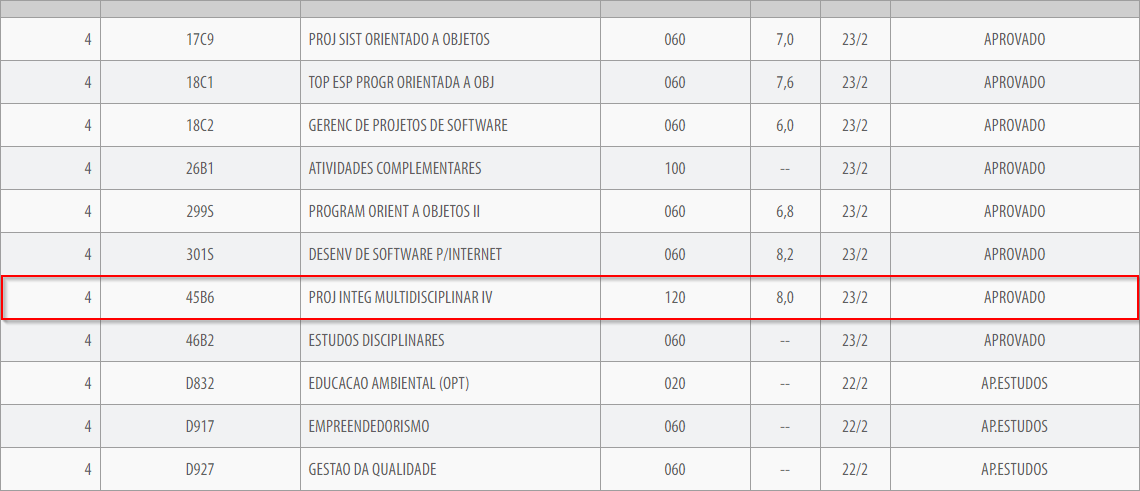 4 17C9 PROJ SIST ORIENTADO A OBJETOS 060 7,0 23/2 APROVADO
4 18C1 TOP ESP PROGR ORIENTADA A OBJ 060 7,6 23/2 APROVADO
4 18C2 GERENC DE PROJETOS DE SOFTWARE 060 6,0 23/2 APROVADO
4 26B1 ATIVIDADES COMPLEMENTARES 100 -- 23/2 APROVADO
4 299S PROGRAM ORIENT A OBJETOS II 060 6,8 23/2 APROVADO
4 301S DESENV DE SOFTWARE P/INTERNET 060 8,2 23/2 APROVADO
4 45B6 PROJ INTEG MULTIDISCIPLINAR IV 120 8,0 23/2 APROVADO
4 46B2 ESTUDOS DISCIPLINARES 060 -- 23/2 APROVADO
4 D832 EDUCACAO AMBIENTAL (OPT) 020 -- 22/2 AP.ESTUDOS
4 D917 EMPREENDEDORISMO 060 -- 22/2 AP.ESTUDOS
4 D927 GESTAO DA QUALIDADE 060 -- 22/2 AP.ESTUDOS